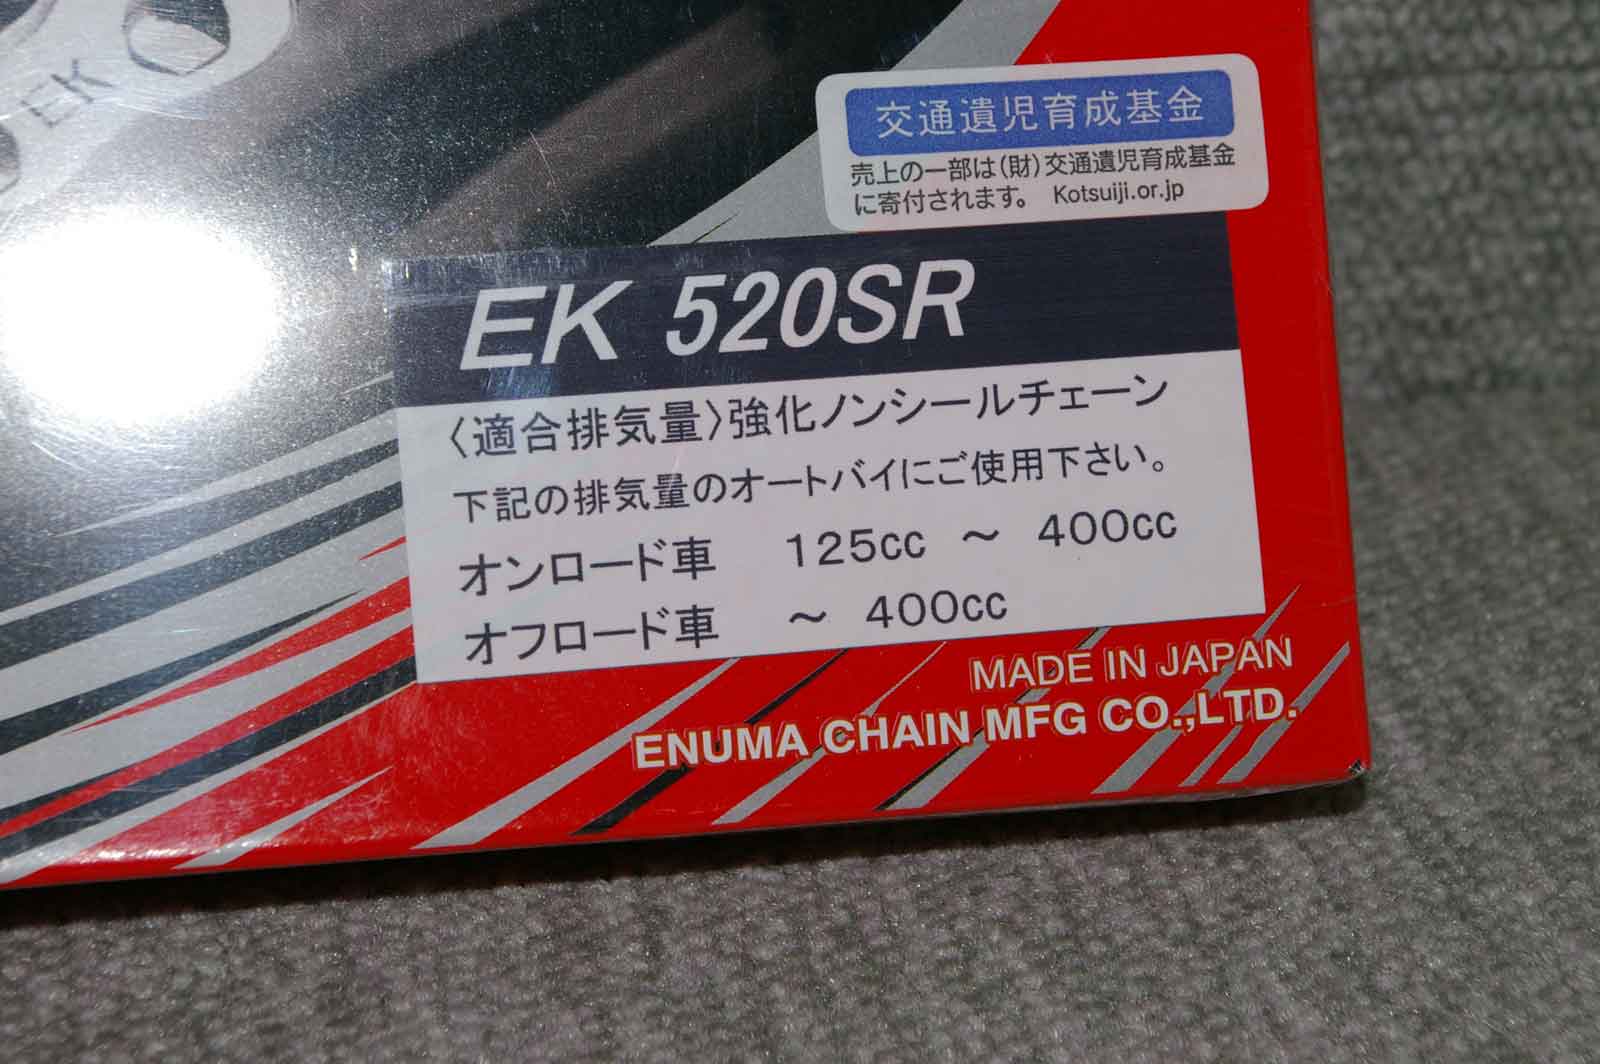 EK
交通遺児育成基金
売上の一部は(財)交通遺児育成基金
に寄付されます。 Kotsuiji.or.jp
EK 520SR
〈適合排気量〉強化ノンシールチェーン
下記の排気量のオートバイにご使用下さい。
オンロード車 125cc ～ 400cc
オフロード車 ～ 400cc
MADE IN JAPAN
ENUMA CHAIN MFG CO.,LTD.